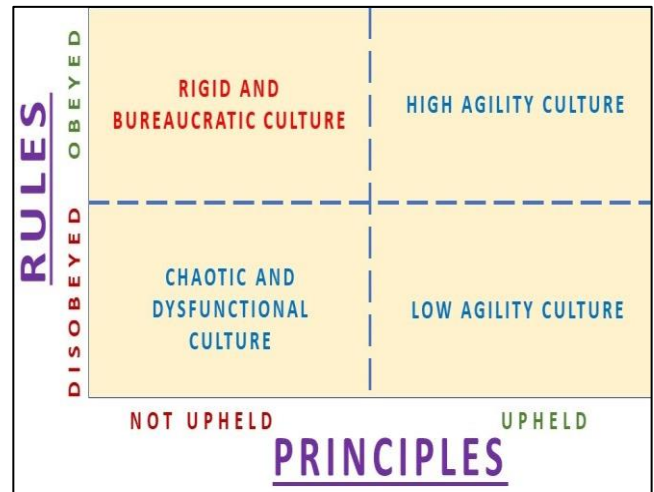 RULES
OBEYED
DISOBEYED
RIGID AND
BUREAUCRATIC CULTURE
HIGH AGILITY CULTURE
CHAOTIC AND
DYSFUNCTIONAL
CULTURE
LOW AGILITY CULTURE
NOT UPHELD
UPHELD
PRINCIPLES